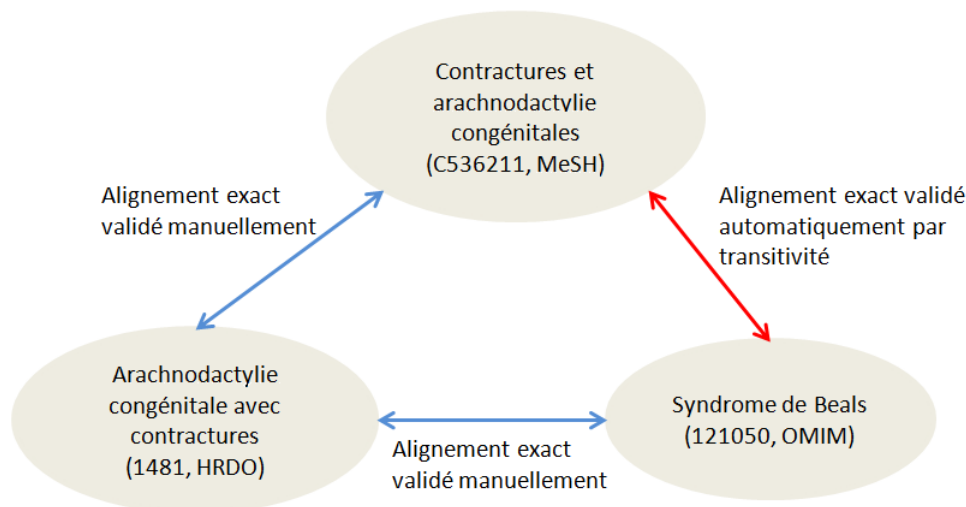 Contractures et
arachnodactylie
congénitales
(C536211, MeSH)
Alignement exact
validé manuellement
Alignement exact validé
automatiquement par
transitivité
Arachnodactylie
congénitale avec
contractures
(1481, HRDO)
Alignement exact
validé manuellement
Syndrome de Beals
(121050, OMIM)